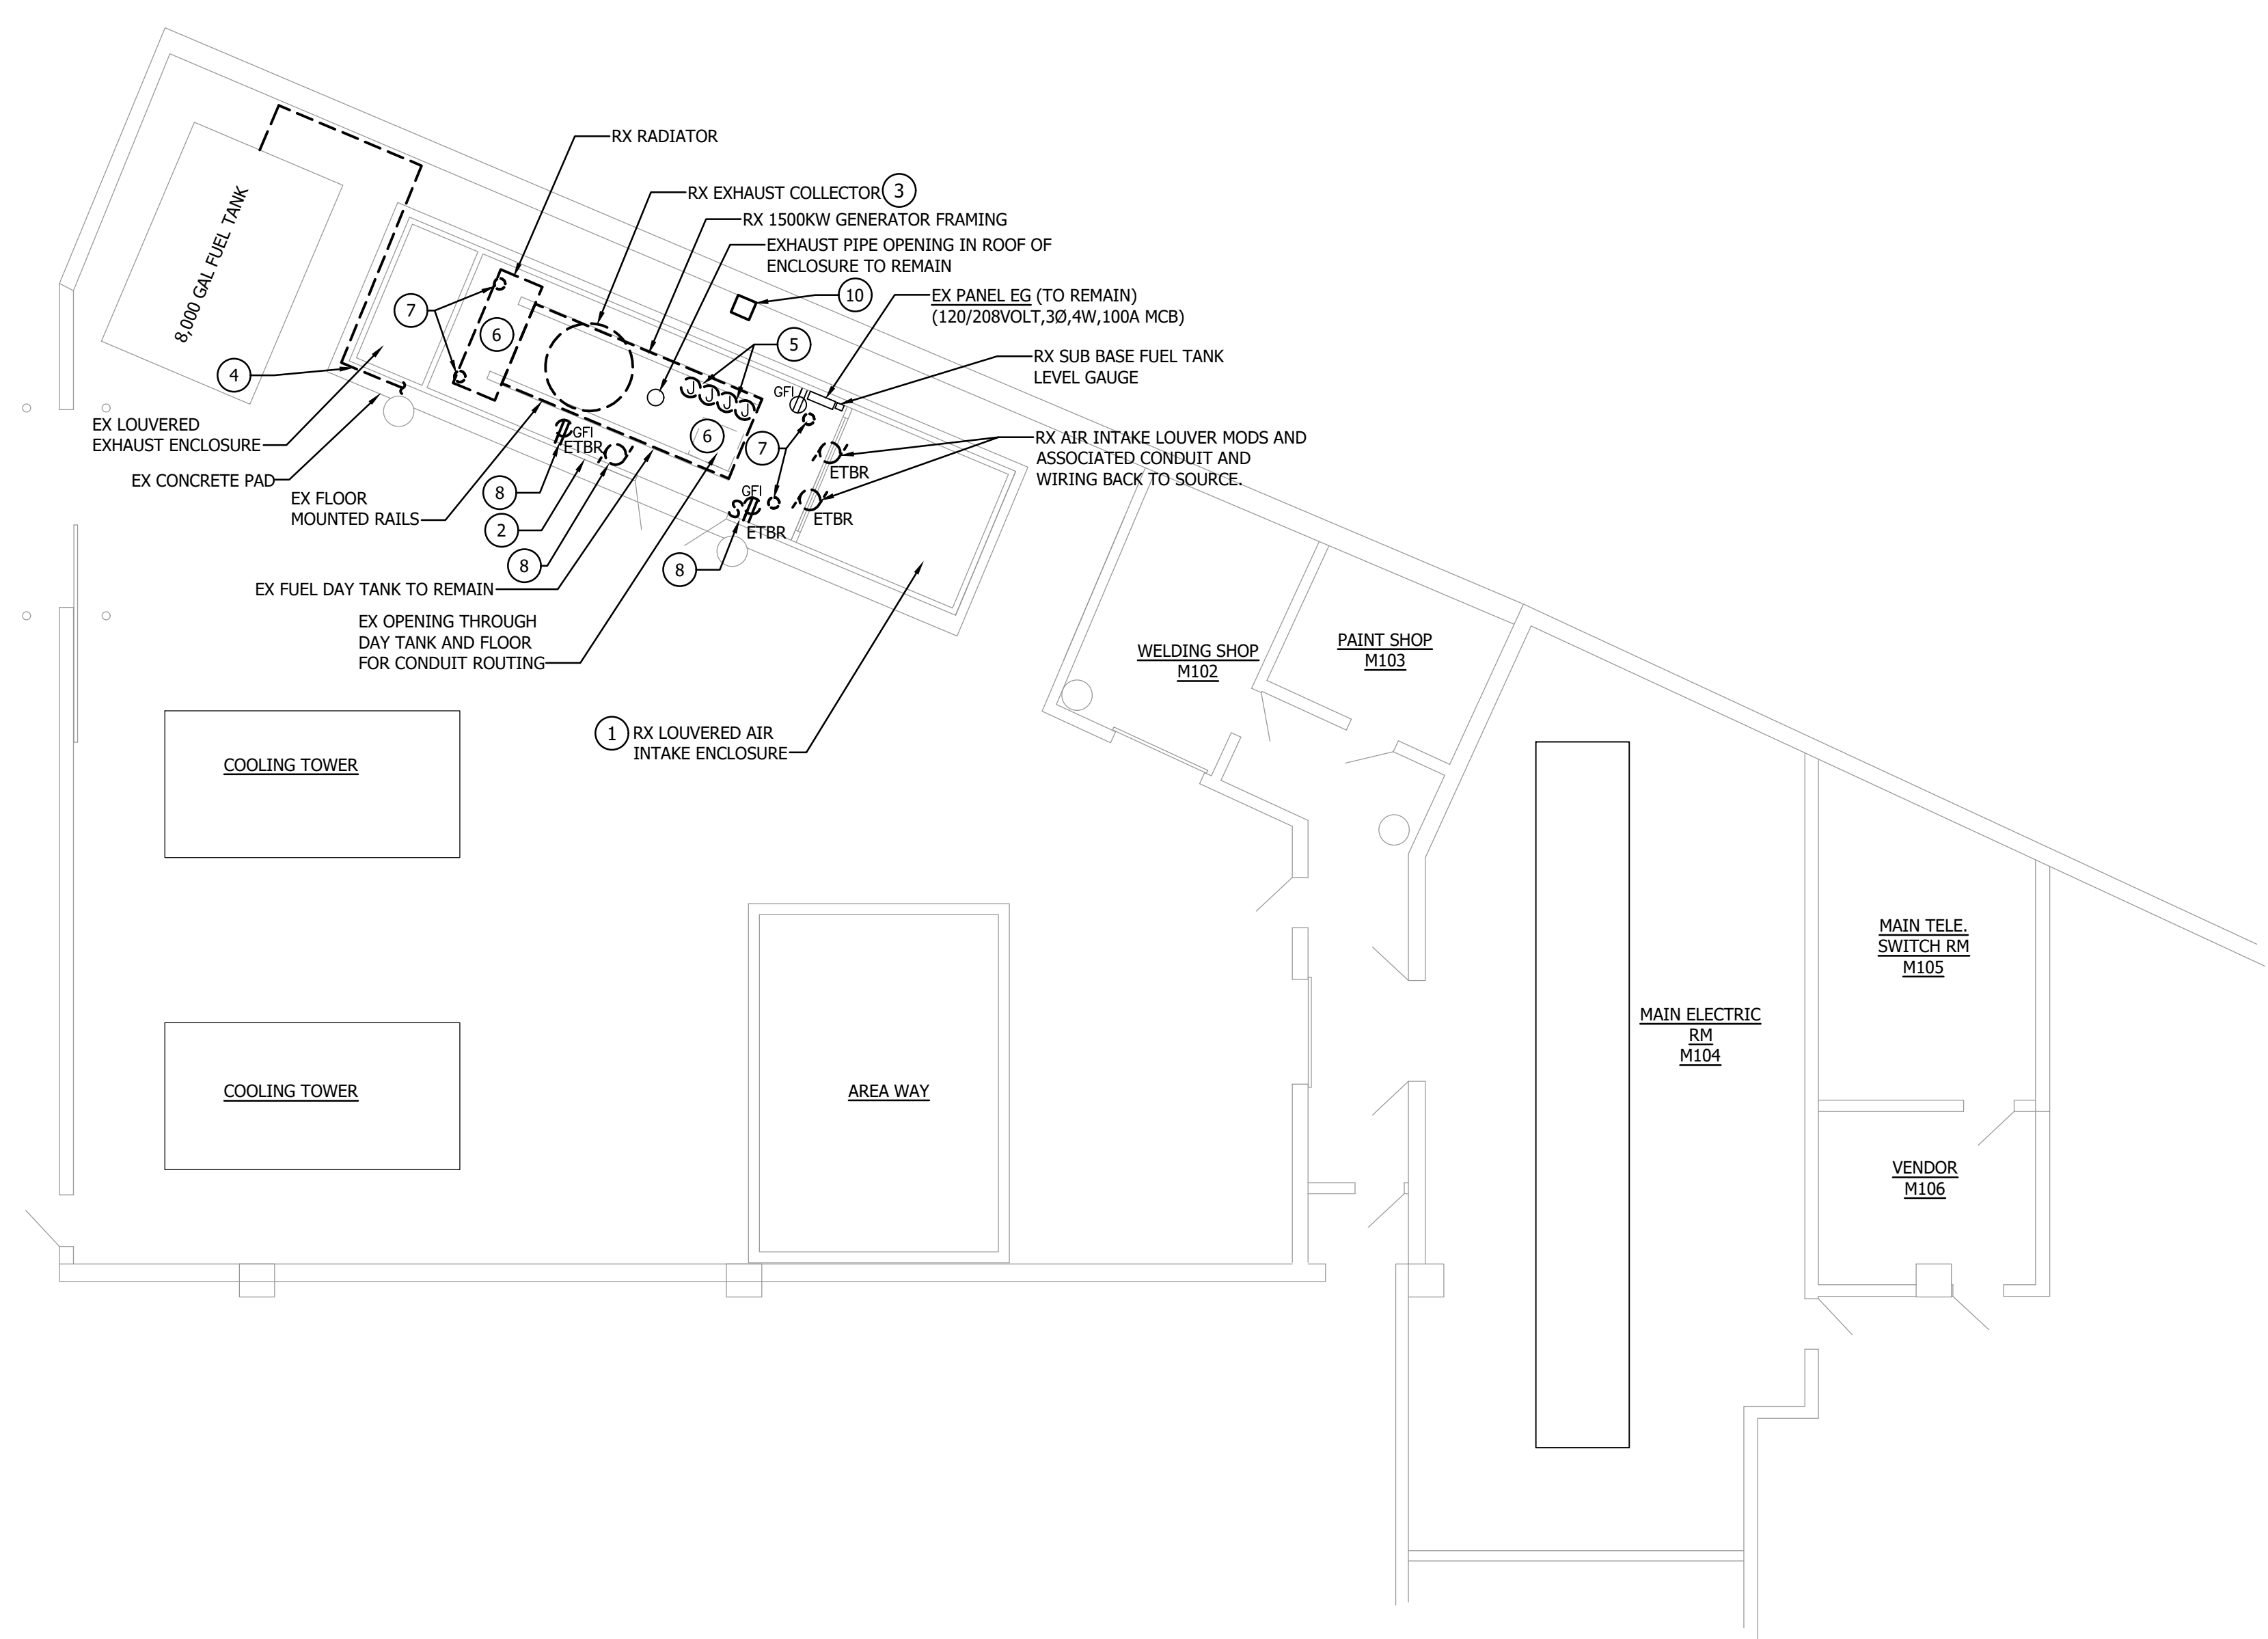 RX RADIATOR
RX EXHAUST COLLECTOR 3
RX 1500KW GENERATOR FRAMING
EXHAUST PIPE OPENING IN ROOF OF
ENCLOSURE TO REMAIN
10
EX PANEL EG (TO REMAIN)
(120/208VOLT,3Ø,4W,100A MCB)
8,000 GAL FUEL TANK
7
6
5
RX SUB BASE FUEL TANK
LEVEL GAUGE
4
J
J
J
J
GFI
EX LOUVERED
EXHAUST ENCLOSURE
GFI
ETBR
6
7
RX AIR INTAKE LOUVER MODS AND
ASSOCIATED CONDUIT AND
WIRING BACK TO SOURCE.
ETBR
EX CONCRETE PAD
EX FLOOR
MOUNTED RAILS
8
GFI
3
ETBR
ETBR
2
8
8
EX FUEL DAY TANK TO REMAIN
EX OPENING THROUGH
DAY TANK AND FLOOR
FOR CONDUIT ROUTING
WELDING SHOP
M102
PAINT SHOP
M103
1 RX LOUVERED AIR
INTAKE ENCLOSURE
COOLING TOWER
MAIN TELE.
SWITCH RM
M105
MAIN ELECTRIC
RM
M104
COOLING TOWER
AREA WAY
VENDOR
M106